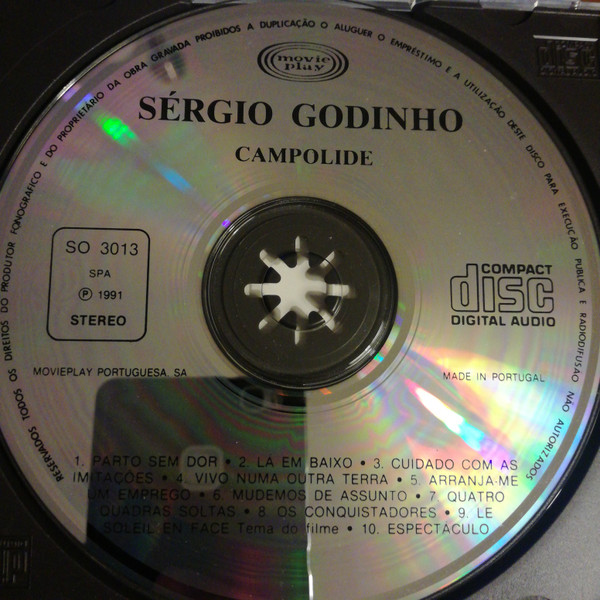 RESERVADOS TODOS OS DIREITOS DO PRODUTOR FONOGRAFICO E DO PROPRIETÁRIO DA OBRA GRAVADA PROIBIDOS A DUPLICAÇÃO O ALUGUER O EMPRÉSTIMO E A UTILIZAÇÃO DESTE DISCO PARA EXECUÇÃO PUBLICA E RADIODIFUSÃO NÃO AUTORIZADOS
movie
play
SÉRGIO GODINHO
CAMPOLIDE
SO 3013
SPA
Ⓟ 1991
STEREO
COMPACT
disc
DIGITAL AUDIO
MOVIEPLAY PORTUGUESA, SA
MADE IN PORTUGAL
1. PARTO SEM DOR • 2. LA EM BAIXO • 3. CUIDADO COM AS
IMITAÇÕES • 4. VIVO NUMA OUTRA TERRA • 5. ARRANJA-ME
UM EMPREGO • 6. MUDEMOS DE ASSUNTO • 7. QUATRO
QUADRAS SOLTAS • 8. OS CONQUISTADORES • 9. LE
SOLEIL EN FACE Tema do filme • 10. ESPECTACULO